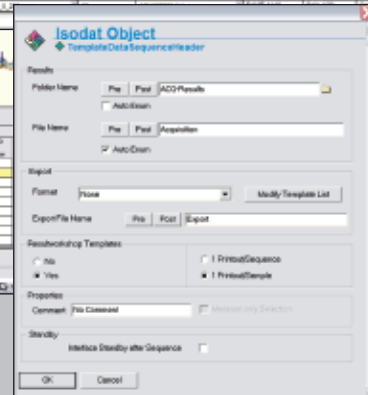 Isodat Object
TemplateDataSequenceHeader
Results
Folder Name Pre Post ACQ-Results
Auto Enum
File Name Pre Post Acquisition
Auto Enum
Export
Format None Modify Template List
Export File Name Pre Post Export
Resultworkshop Templates
No 1 Printout/Sequence
Yes 1 Printout/Sample
Properties
Comment No Comment
Standby
Interface Standby after Sequence
OK Cancel